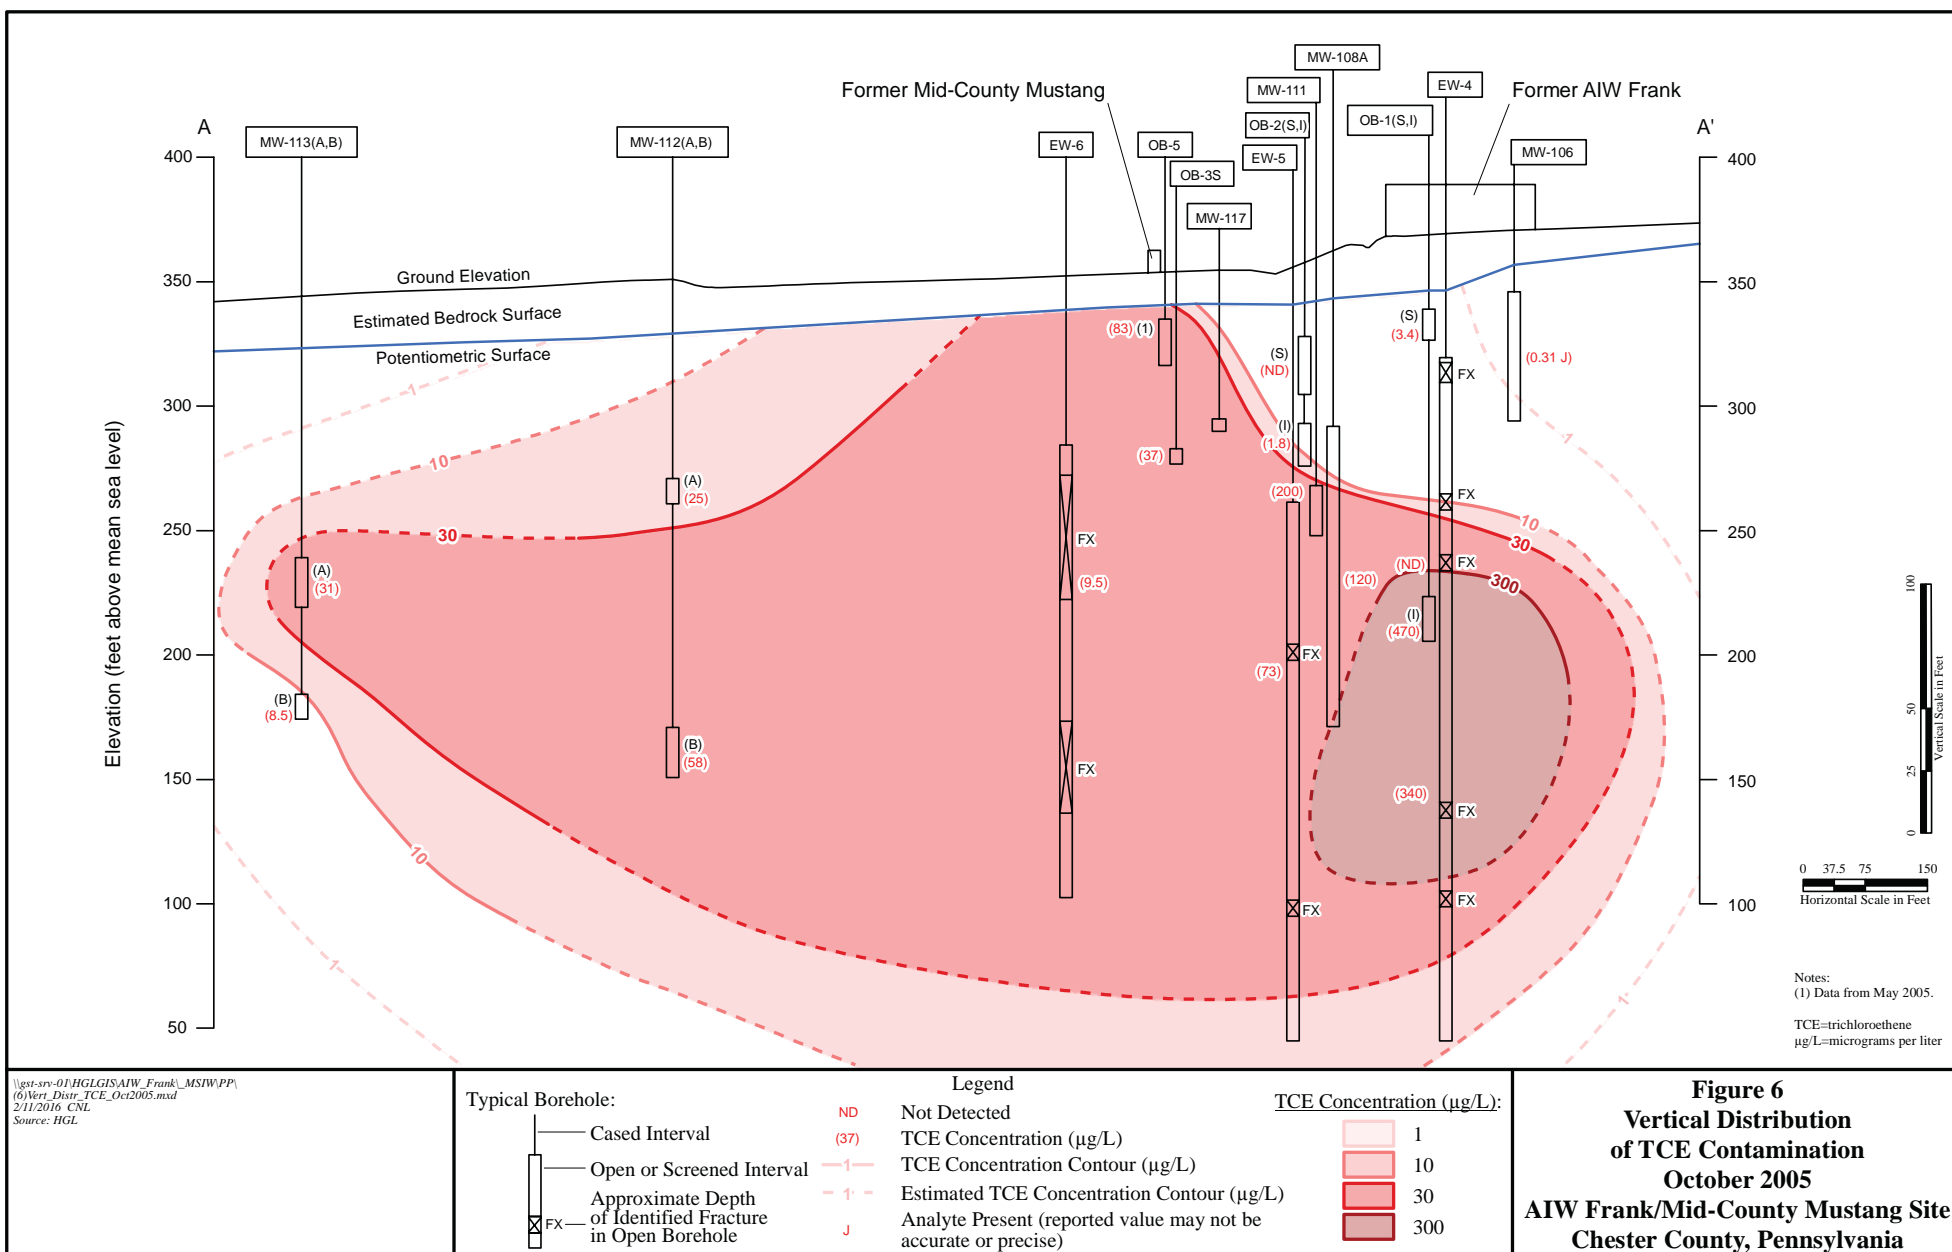 MW-108A
EW-4
MW-111
Former Mid-County Mustang
Former AIW Frank
OB-2(S,I)
OB-1(S,I)
A
A'
MW-113(A,B)
MW-112(A,B)
EW-6
OB-5
EW-5
MW-106
OB-3S
MW-117
400
400
350
350
300
300
250
250
200
200
150
150
100
100
50
Elevation (feet above mean sea level)
Ground Elevation
Estimated Bedrock Surface
Potentiometric Surface
(83) (1)
(S)
(3.4)
(S)
(ND)
FX
(0.31 J)
1
1
10
(I)
(1.8)
(37)
(A)
(25)
(200)
FX
10
30
30
FX
(ND)
FX
(A)
(31)
(9.5)
(120)
300
(I)
(470)
FX
(73)
(B)
(8.5)
(B)
(58)
FX
(340)
FX
10
FX
FX
1
1
100
50
25
0
Vertical Scale in Feet
0 37.5 75 150
Horizontal Scale in Feet
Notes:
(1) Data from May 2005.
TCE=trichloroethene
µg/L=micrograms per liter
\\gst-srv-01\HGLGIS\AIW_Frank\_MSIW\PP\
(6)Vert_Distr_TCE_Oct2005.mxd
2/11/2016 CNL
Source: HGL
Typical Borehole:
Cased Interval
Open or Screened Interval
Approximate Depth
of Identified Fracture
in Open Borehole
FX
Legend
ND Not Detected
(37) TCE Concentration (µg/L)
1 TCE Concentration Contour (µg/L)
1 Estimated TCE Concentration Contour (µg/L)
J Analyte Present (reported value may not be
accurate or precise)
TCE Concentration (µg/L):
1
10
30
300
Figure 6
Vertical Distribution
of TCE Contamination
October 2005
AIW Frank/Mid-County Mustang Site
Chester County, Pennsylvania